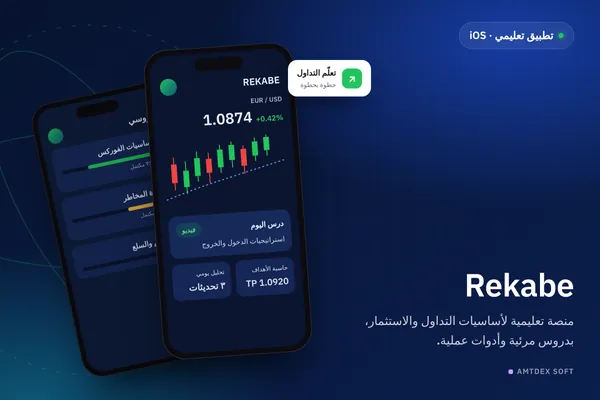 تطبيق تعليمي · iOS
تعلّم التداول
خطوة بخطوة
REKABE
EUR / USD
1.0874 +0.42%
درس اليوم
فيديو
استراتيجيات الدخول والخروج
حاسبة الأهداف
TP 1.0920
تحليل يومي
٣ تحديثات
الفوركس
مكتمل
المخاطر
مكتمل
والسلع
Rekabe
منصة تعليمية لأساسيات التداول والاستثمار،
بدروس مرئية وأدوات عملية.
AMTDEX SOFT